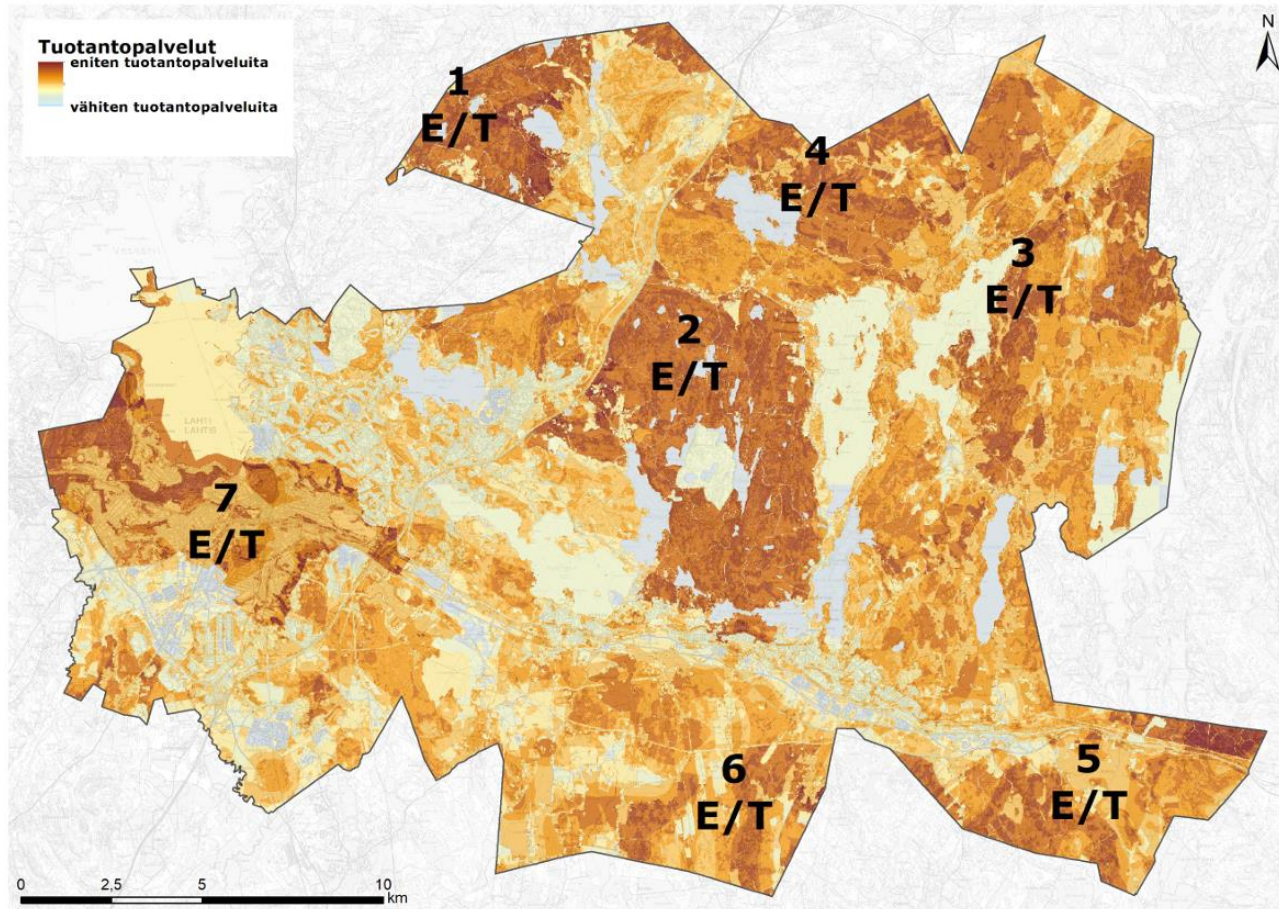 Tuotantopalvelut
eniten tuotantopalveluita
vähiten tuotantopalveluita
N
1
E/T
4
E/T
3
E/T
2
E/T
LAHTI
LAHTIS
7
E/T
6
E/T
5
E/T
0 2,5 5 10
km